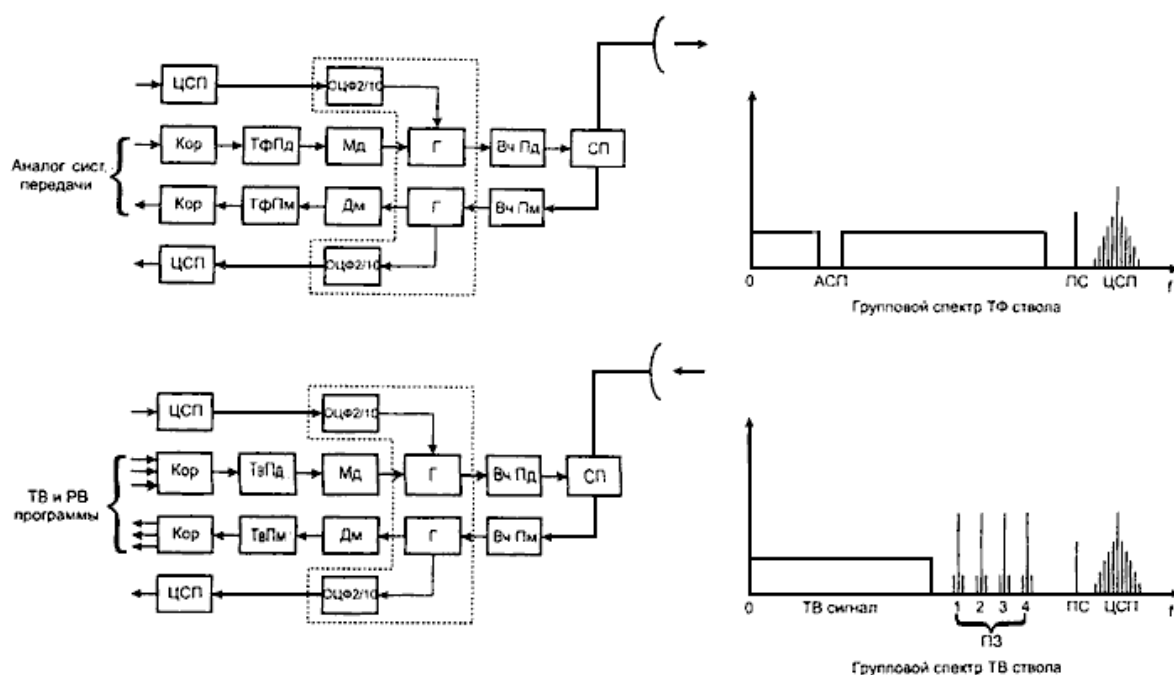 ЦСП
ОЦФ2/10
Аналог сист.
передачи
Кор
ТфПд
Мд
Г
Вч Пд
СП
Кор
ТфПм
Дм
Г
Вч Пм
ЦСП
ОЦФ2/10
0
АСП
ПС
ЦСП
f
Групповой спектр ТФ ствола
ЦСП
ОЦФ2/10
ТВ и РВ
программы
Кор
ТвПд
Мд
Г
Вч Пд
СП
Кор
ТвПм
Дм
Г
Вч Пм
ЦСП
ОЦФ2/10
0
ТВ сигнал
1 2 3 4
ПЗ
ПС
ЦСП
f
Групповой спектр ТВ ствола